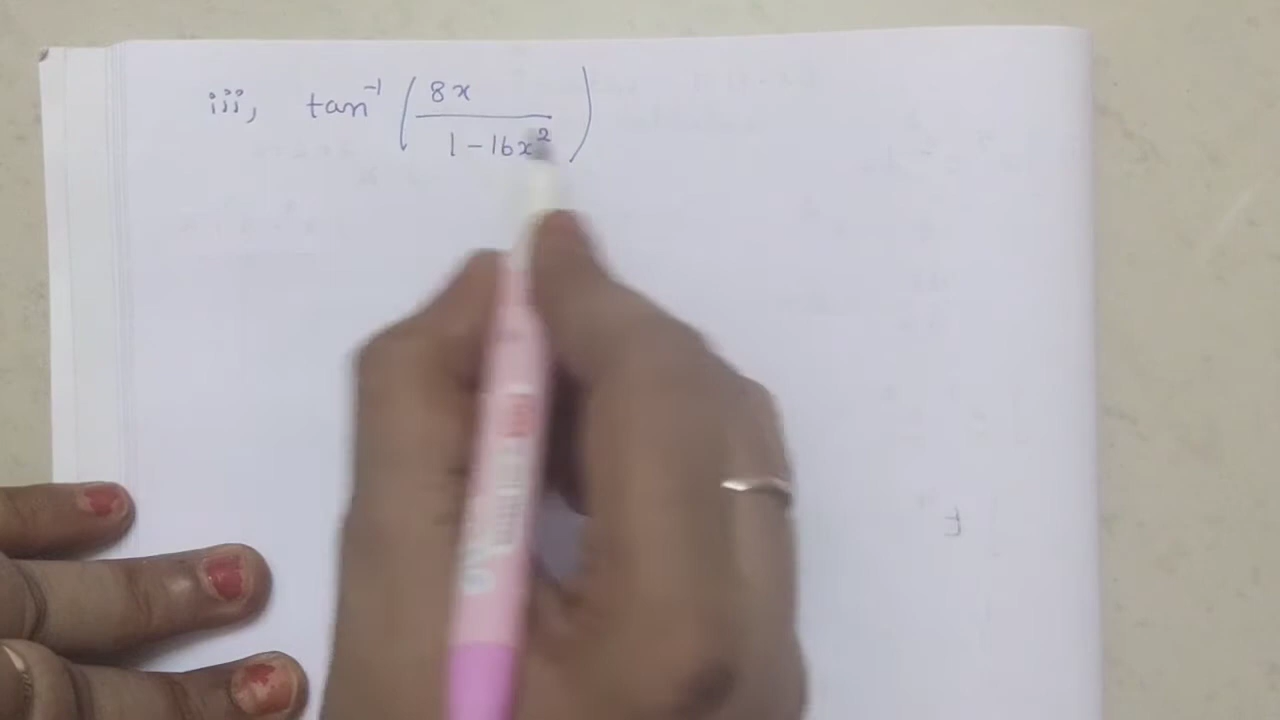 iii, tan⁻¹ (8x / 1-16x²)